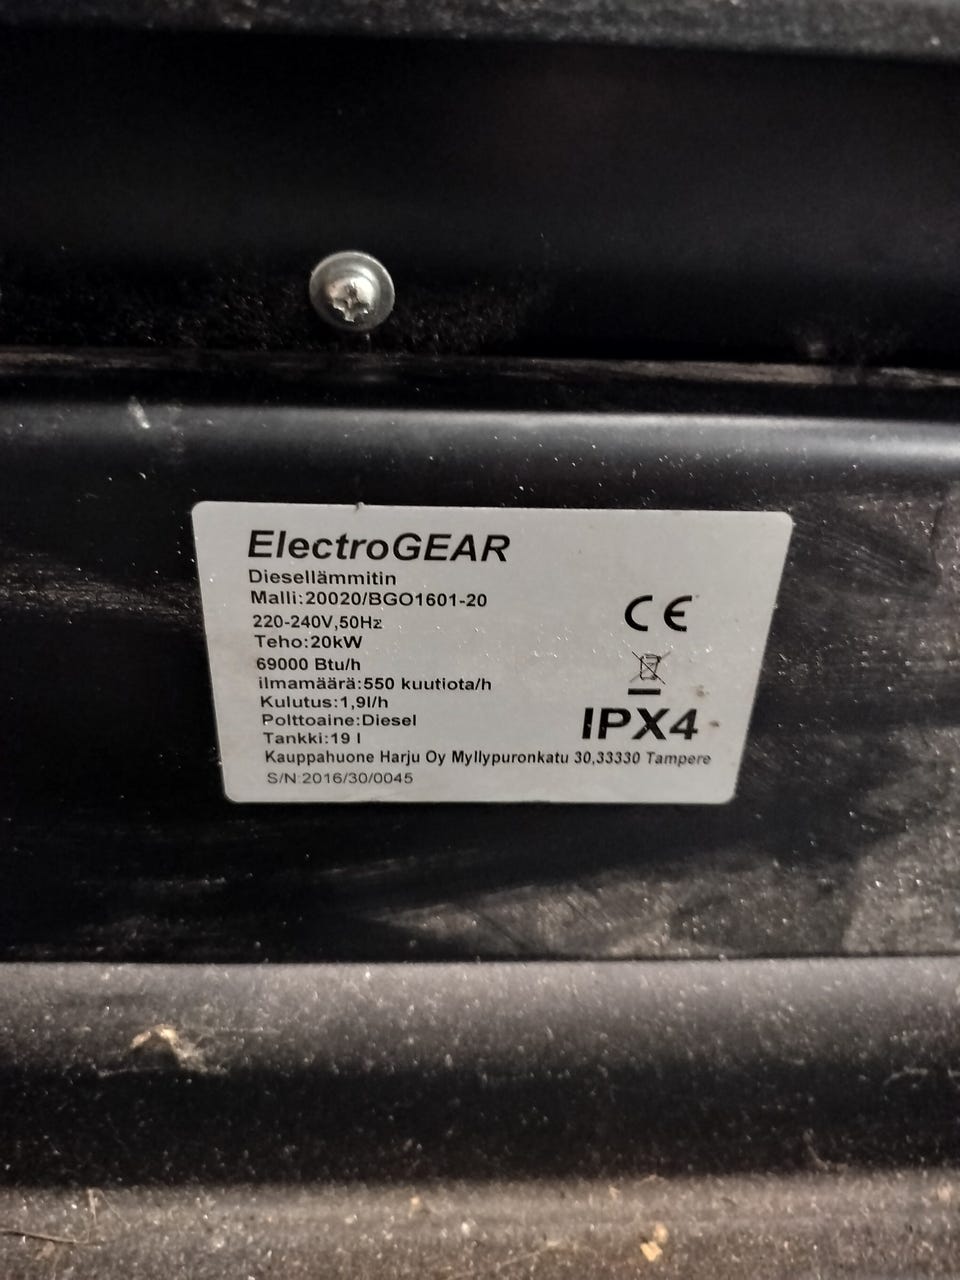 ElectroGEAR
Diesellämmitin
Malli:20020/BGO1601-20
220-240V,50Hz
Teho:20kW
69000 Btu/h
ilmamäärä:550 kuutiota/h
Kulutus:1,9l/h
Polttoaine:Diesel
Tankki:19 l
Kauppahuone Harju Oy Myllypuronkatu 30,33330 Tampere
S/N:2016/30/0045
CE
IPX4